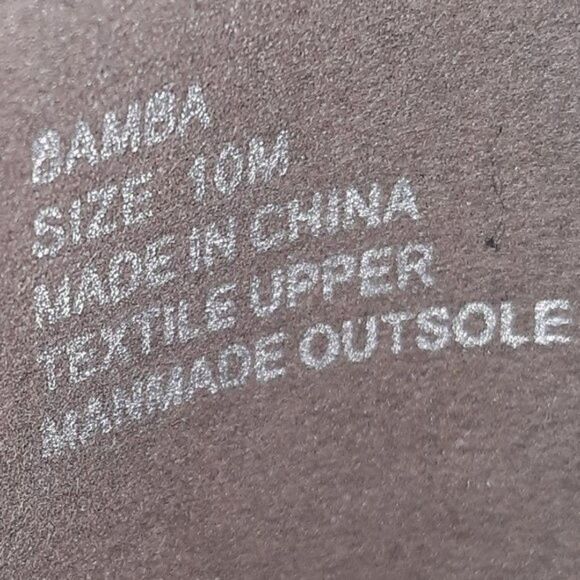 BAMBA
SIZE 10M
MADE IN CHINA
TEXTILE UPPER
MANMADE OUTSOLE